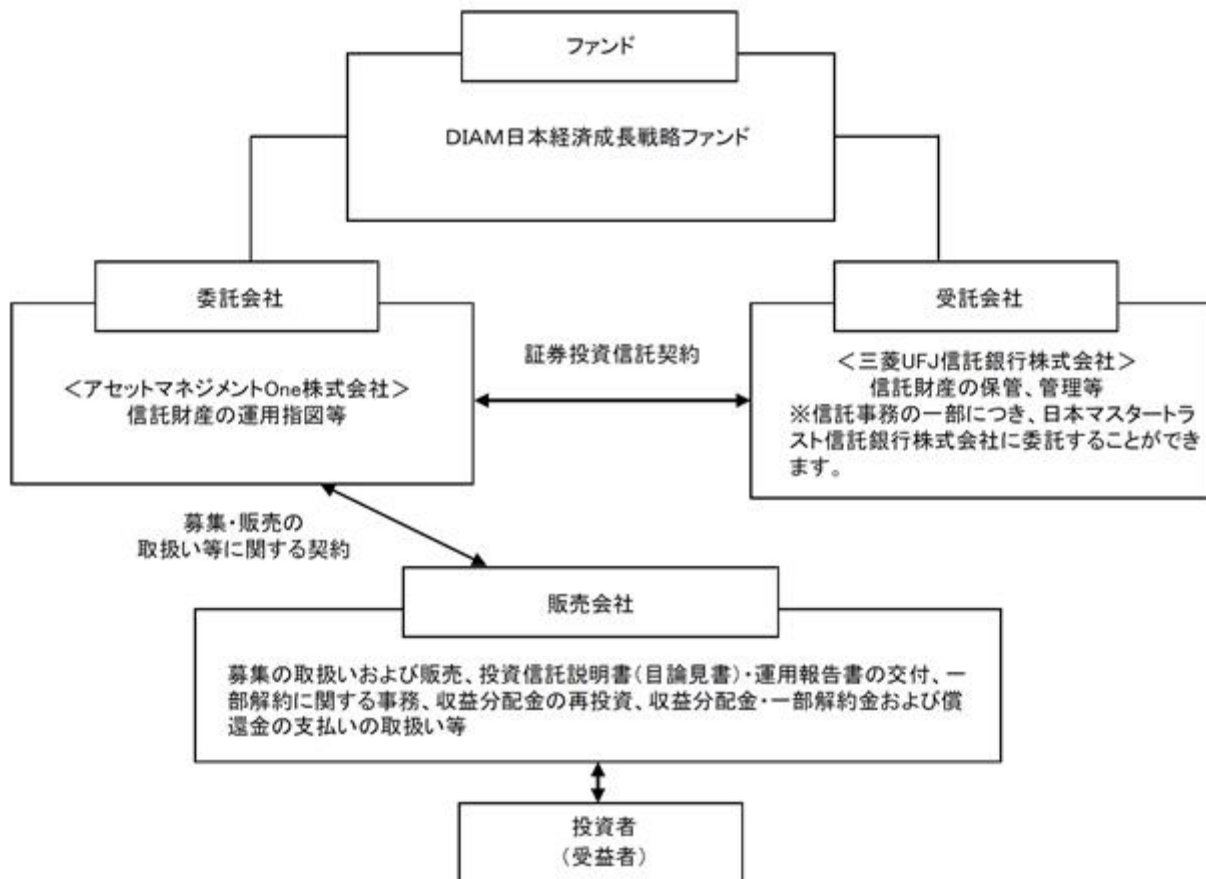 ファンド
DIAM日本経済成長戦略ファンド
委託会社
受託会社
<アセットマネジメントOne株式会社>
信託財産の運用指図等
証券投資信託契約
<三菱UFJ信託銀行株式会社>
信託財産の保管、管理等
※信託事務の一部につき、日本マスタートラ
スト信託銀行株式会社に委託することができ
ます。
募集・販売の
取扱い等に関する契約
販売会社
募集の取扱いおよび販売、投資信託説明書(目論見書)・運用報告書の交付、一
部解約に関する事務、収益分配金の再投資、収益分配金・一部解約金および償
還金の支払いの取扱い等
投資者
(受益者)